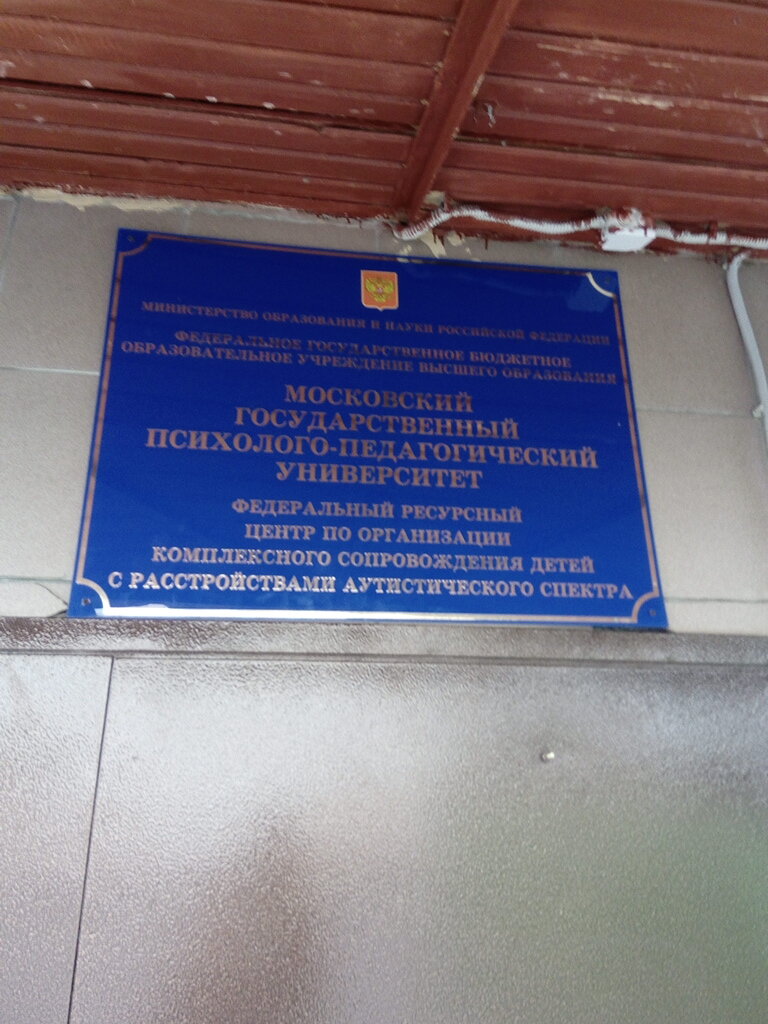 МИНИСТЕРСТВО ОБРАЗОВАНИЯ И НАУКИ РОССИЙСКОЙ ФЕДЕРАЦИИ
ФЕДЕРАЛЬНОЕ ГОСУДАРСТВЕННОЕ БЮДЖЕТНОЕ
ОБРАЗОВАТЕЛЬНОЕ УЧРЕЖДЕНИЕ ВЫСШЕГО ОБРАЗОВАНИЯ
МОСКОВСКИЙ
ГОСУДАРСТВЕННЫЙ
ПСИХОЛОГО-ПЕДАГОГИЧЕСКИЙ
УНИВЕРСИТЕТ
ФЕДЕРАЛЬНЫЙ РЕСУРСНЫЙ
ЦЕНТР ПО ОРГАНИЗАЦИИ
КОМПЛЕКСНОГО СОПРОВОЖДЕНИЯ ДЕТЕЙ
С РАССТРОЙСТВАМИ АУТИСТИЧЕСКОГО СПЕКТРА